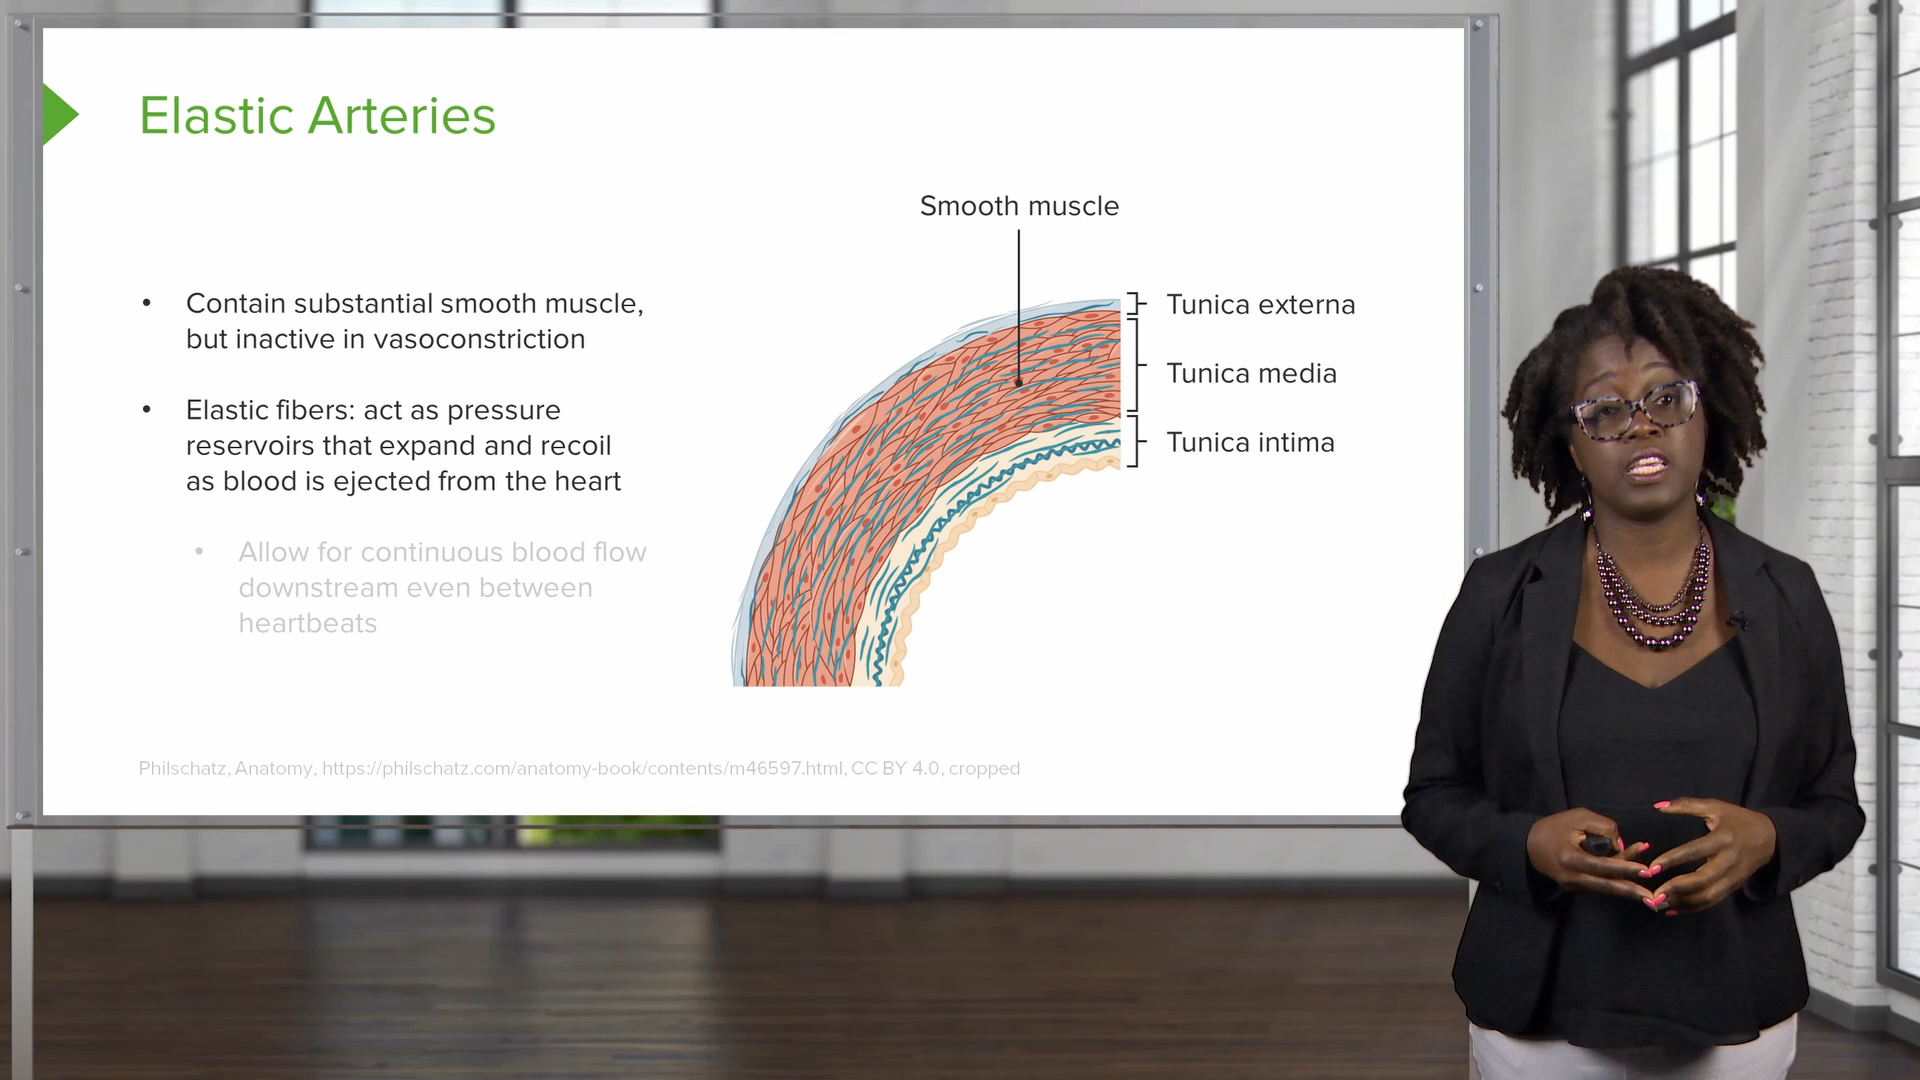 Elastic Arteries
Smooth muscle
• Contain substantial smooth muscle,
but inactive in vasoconstriction
• Elastic fibers: act as pressure
reservoirs that expand and recoil
as blood is ejected from the heart
• Allow for continuous blood flow
downstream even between
heartbeats
Tunica externa
Tunica media
Tunica intima
Philschatz, Anatomy, https://philschatz.com/anatomy-book/contents/m46597.html, CC BY 4.0, cropped